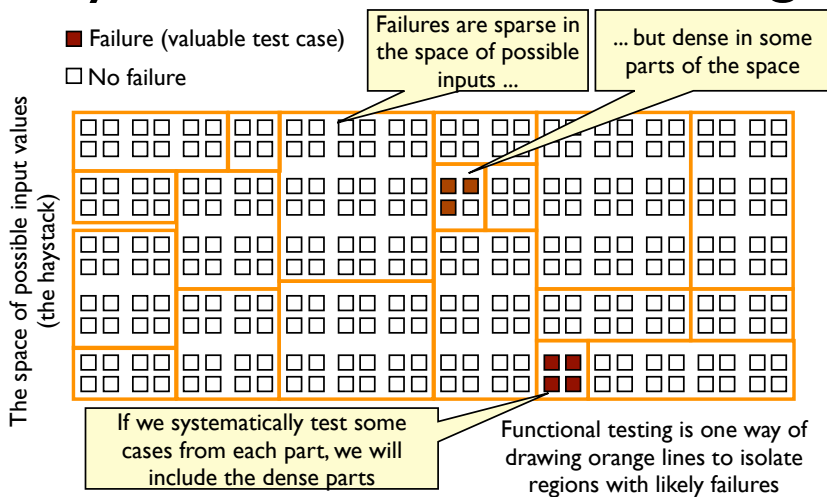 Failure (valuable test case)
No failure
Failures are sparse in
the space of possible
inputs ...
... but dense in some
parts of the space
The space of possible input values
(the haystack)
If we systematically test some
cases from each part, we will
include the dense parts
Functional testing is one way of
drawing orange lines to isolate
regions with likely failures